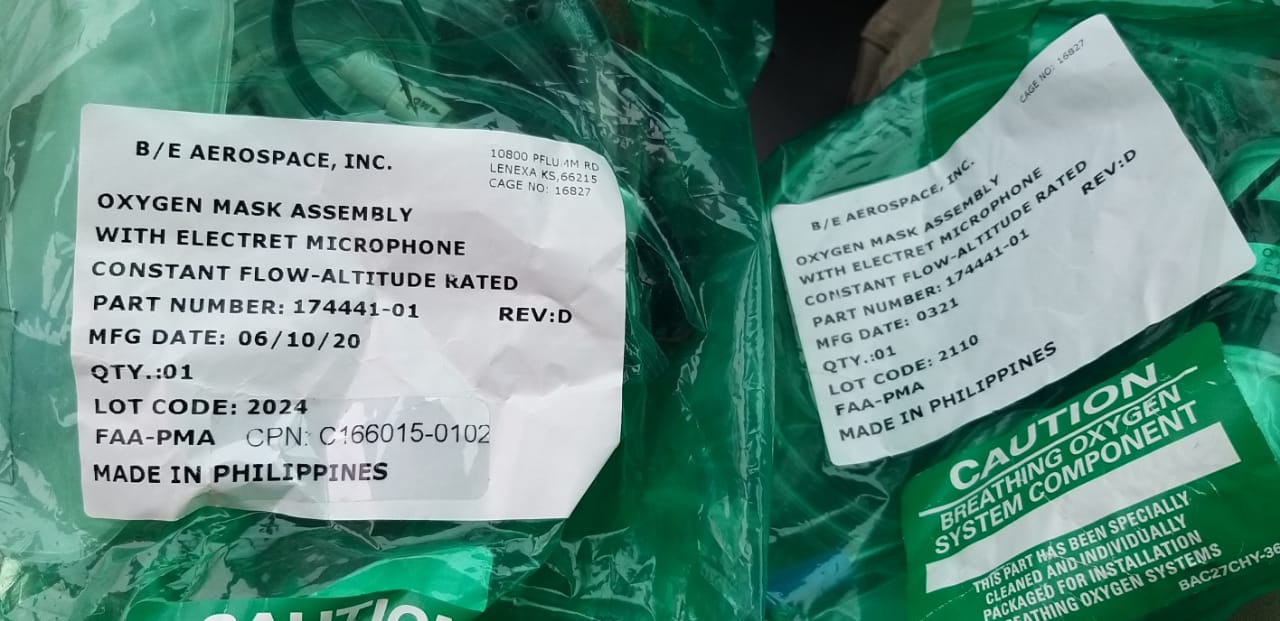 B/E AEROSPACE, INC.
10800 PFLUMM RD
LENEXA KS,66215
CAGE NO: 16827
OXYGEN MASK ASSEMBLY
WITH ELECTRET MICROPHONE
CONSTANT FLOW-ALTITUDE RATED
PART NUMBER: 174441-01 REV:D
MFG DATE: 06/10/20
QTY.:01
LOT CODE: 2024
FAA-PMA CPN: C166015-0102
MADE IN PHILIPPINES
CAUTIO
CAGE NO: 16827
B/E AEROSPACE, INC.
OXYGEN MASK ASSEMBLY
WITH ELECTRET MICROPHONE
CONSTANT FLOW-ALTITUDE RATED
PART NUMBER: 174441-01 REV:D
MFG DATE: 0321
QTY.:01
LOT CODE: 2110
FAA-PMA
MADE IN PHILIPPINES
CAUTION
BREATHING OXYGEN
SYSTEM COMPONENT
THIS PART HAS BEEN SPECIALLY
CLEANED AND INDIVIDUALLY
PACKAGED FOR INSTALLATION
EATHING OXYGEN SYSTEMS
BAC27CHY-36